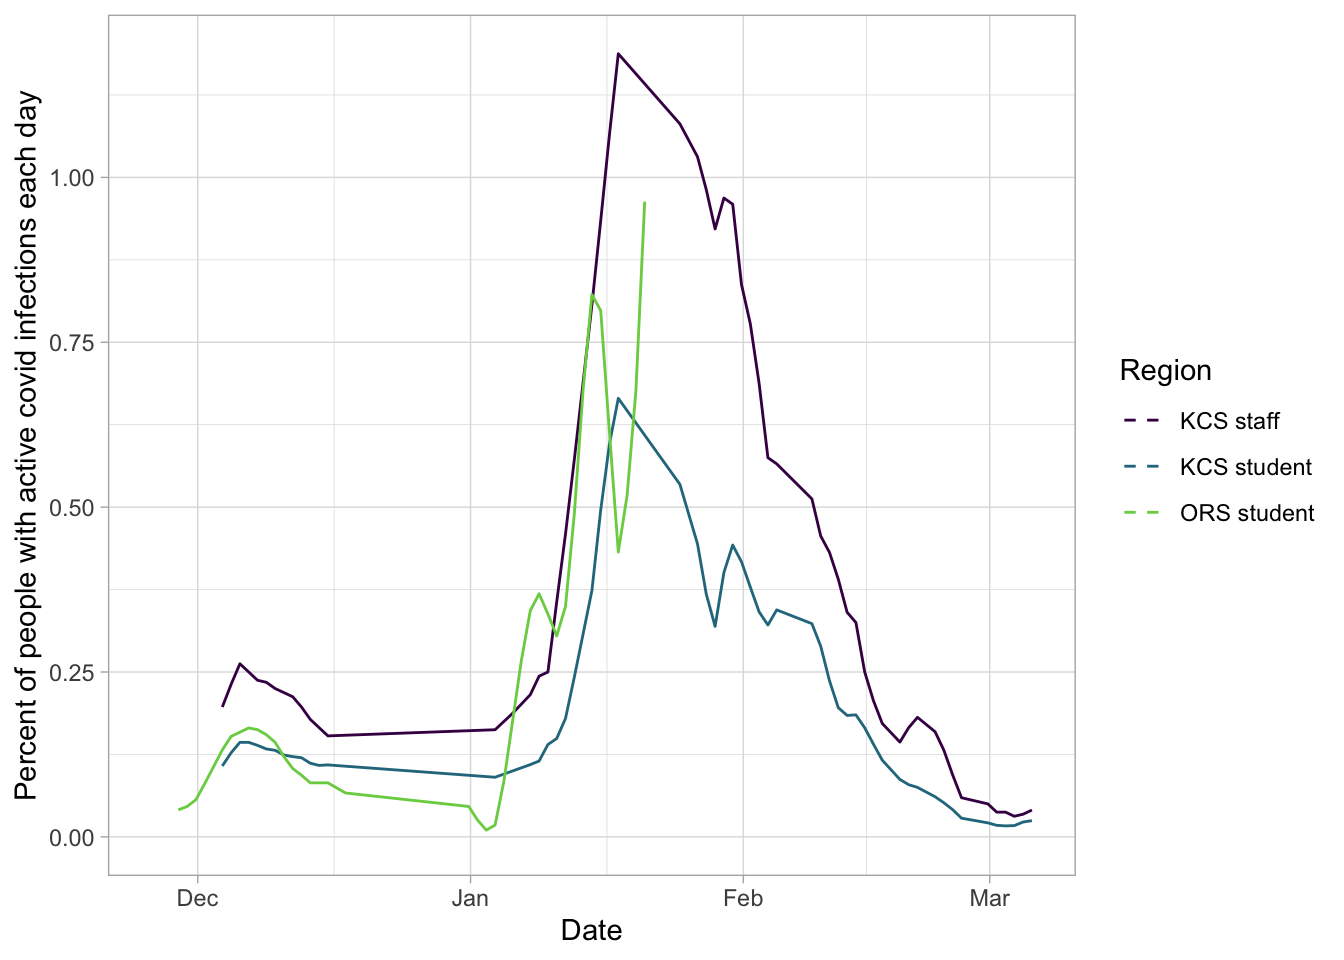 Percent of people with active covid infections each day
1.00
0.75
0.50
0.25
0.00
Dec
Jan
Feb
Mar
Date
Region
KCS staff
KCS student
ORS student